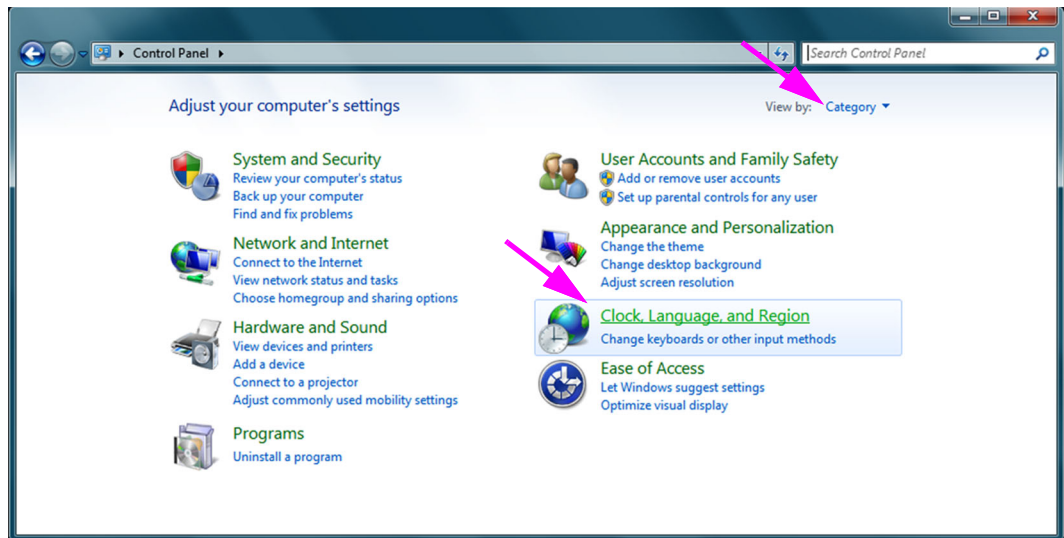 Control Panel
Search Control Panel
Adjust your computer's settings
View by: Category
System and Security
Review your computer's status
Back up your computer
Find and fix problems
Network and Internet
Connect to the Internet
View network status and tasks
Choose homegroup and sharing options
Hardware and Sound
View devices and printers
Add a device
Connect to a projector
Adjust commonly used mobility settings
Programs
Uninstall a program
User Accounts and Family Safety
Add or remove user accounts
Set up parental controls for any user
Appearance and Personalization
Change the theme
Change desktop background
Adjust screen resolution
Clock, Language, and Region
Change keyboards or other input methods
Ease of Access
Let Windows suggest settings
Optimize visual display